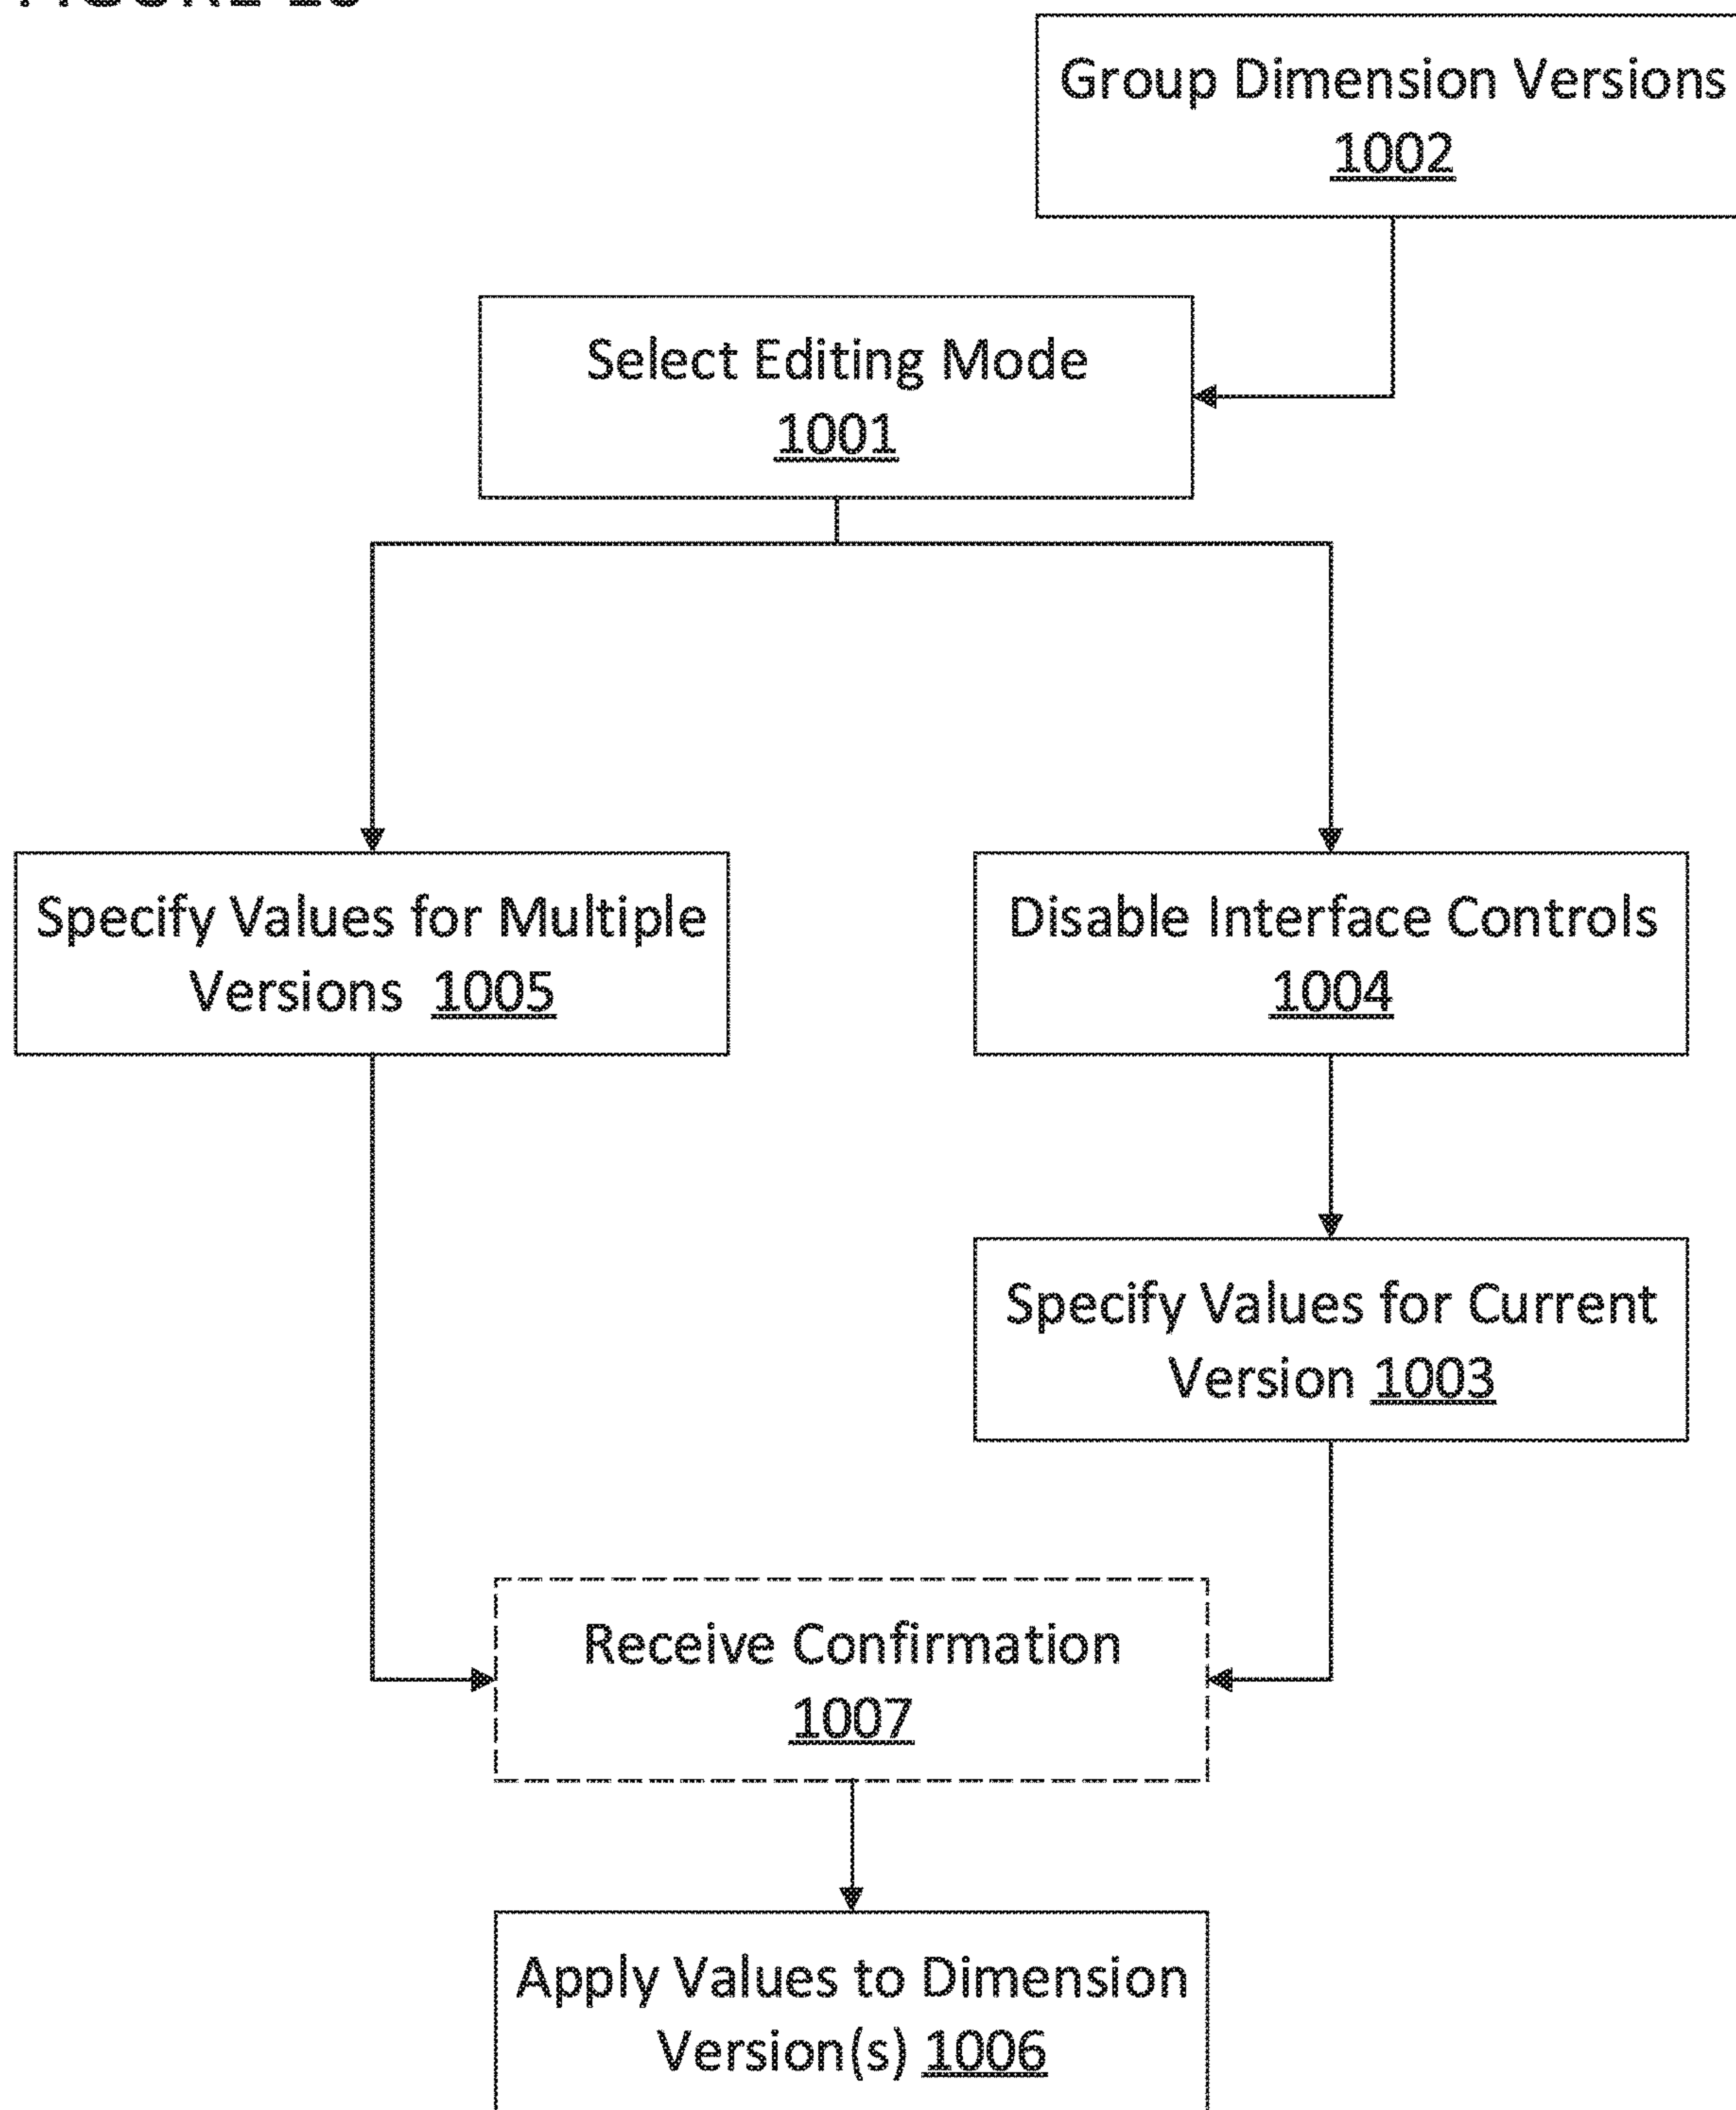 Group Dimension Versions
1002
Select Editing Mode
1001
Specify Values for Multiple
Versions 1005
Disable Interface Controls
1004
Specify Values for Current
Version 1003
Receive Confirmation
1007
Apply Values to Dimension
Version(s) 1006